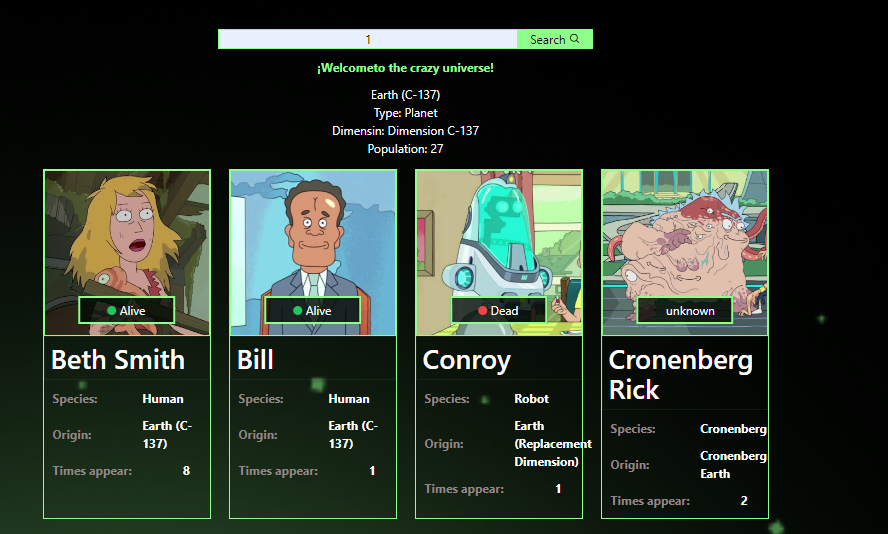 1
Search
¡Welcometo the crazy universe!
Earth (C-137)
Type: Planet
Dimensin: Dimension C-137
Population: 27
Alive
Beth Smith
Species: Human
Origin: Earth (C-
137)
Times appear: 8
Alive
Bill
Species: Human
Origin: Earth (C-
137)
Times appear: 1
Dead
Conroy
Species: Robot
Origin: Earth
(Replacement
Dimension)
Times appear: 1
unknown
Cronenberg
Rick
Species: Cronenberg
Origin: Cronenberg
Earth
Times appear: 2